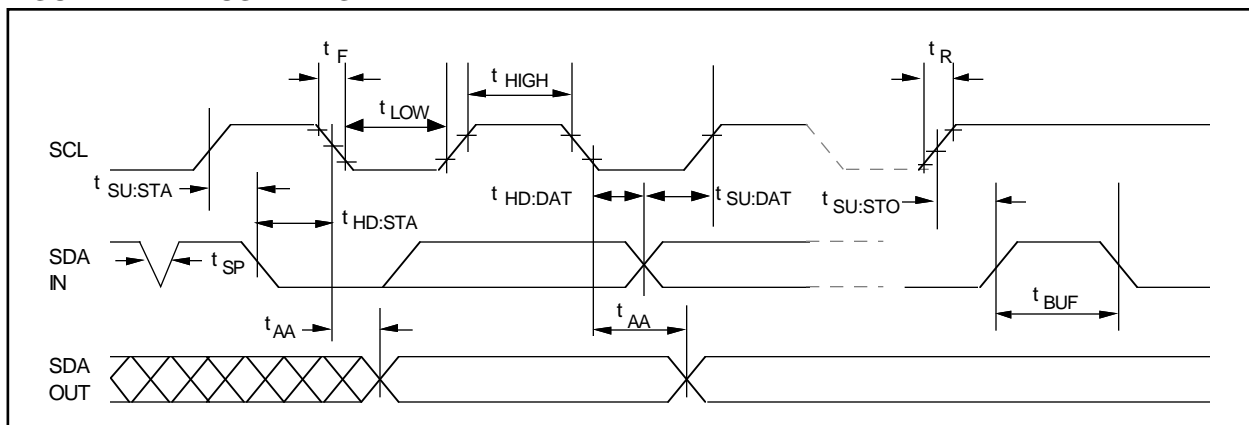 t F
t R
t HIGH
t LOW
SCL
t SU:STA
t HD:DAT
t SU:DAT
t SU:STO
t HD:STA
SDA
IN
t SP
t BUF
t AA
t AA
SDA
OUT